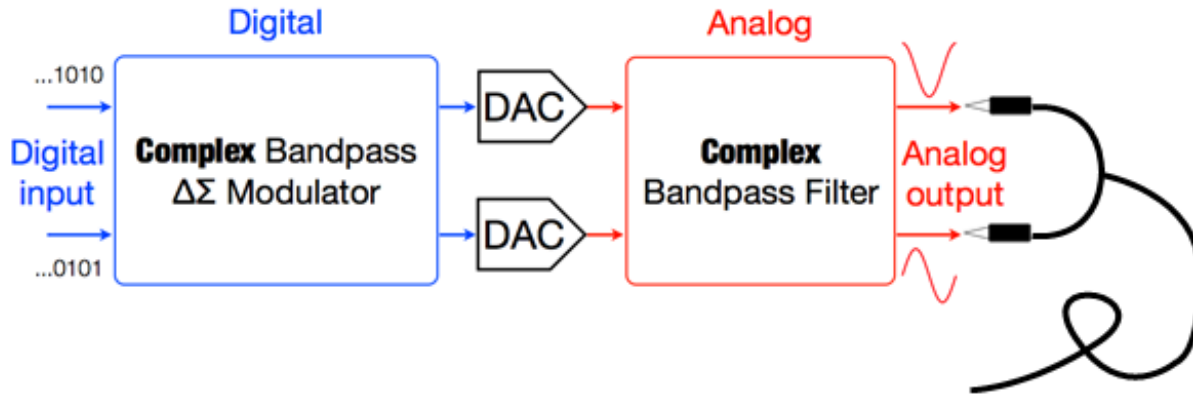 Digital
Analog
...1010
Digital
input
...0101
Complex Bandpass
ΔΣ Modulator
DAC
DAC
Complex
Bandpass Filter
Analog
output